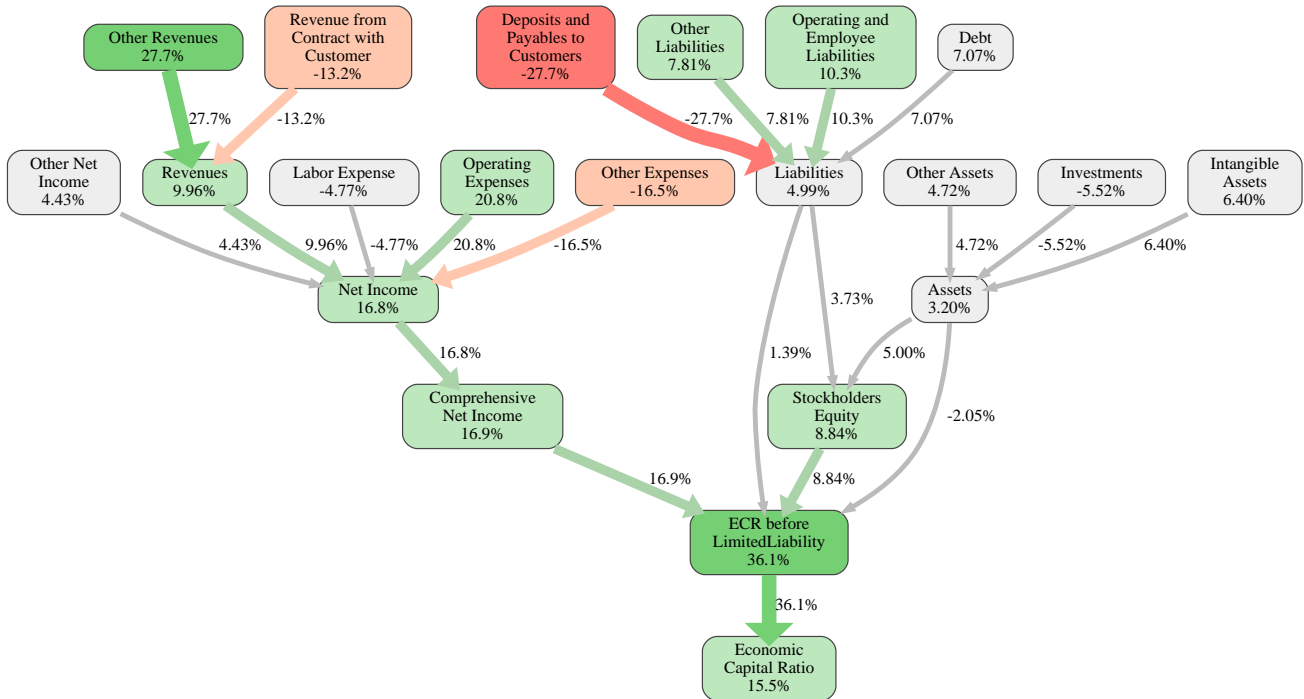 Other Revenues
27.7%
Revenue from
Contract with
Customer
-13.2%
Deposits and
Payables to
Customers
-27.7%
Other
Liabilities
7.81%
Operating and
Employee
Liabilities
10.3%
Debt
7.07%
27.7%
-13.2%
-27.7%
7.81%
10.3%
7.07%
Other Net
Income
4.43%
Revenues
9.96%
Labor Expense
-4.77%
Operating
Expenses
20.8%
Other Expenses
-16.5%
Liabilities
4.99%
Other Assets
4.72%
Investments
-5.52%
Intangible
Assets
6.40%
4.43%
9.96%
-4.77%
20.8%
-16.5%
4.72%
-5.52%
6.40%
Net Income
16.8%
Assets
3.20%
16.8%
1.39%
3.73%
5.00%
-2.05%
Comprehensive
Net Income
16.9%
Stockholders
Equity
8.84%
16.9%
8.84%
ECR before
LimitedLiability
36.1%
36.1%
Economic
Capital Ratio
15.5%